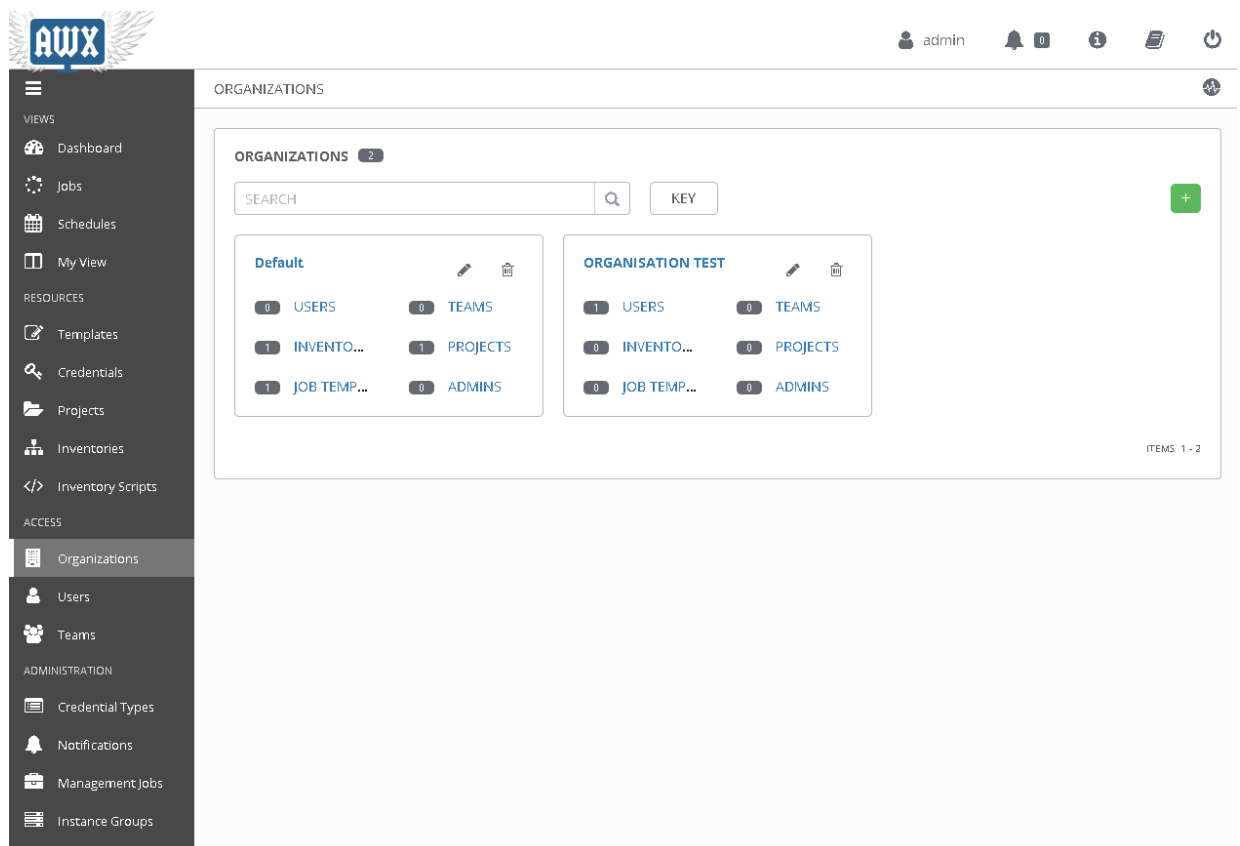 AWX
admin
0
ORGANIZATIONS
VIEWS
Dashboard
Jobs
Schedules
My View
RESOURCES
Templates
Credentials
Projects
Inventories
Inventory Scripts
ACCESS
Organizations
Users
Teams
ADMINISTRATION
Credential Types
Notifications
Management Jobs
Instance Groups
ORGANIZATIONS 2
SEARCH
KEY
+
Default
0 USERS 0 TEAMS
1 INVENTO... 1 PROJECTS
1 JOB TEMP... 0 ADMINS
ORGANISATION TEST
1 USERS 0 TEAMS
0 INVENTO... 0 PROJECTS
0 JOB TEMP... 0 ADMINS
ITEMS 1 - 2